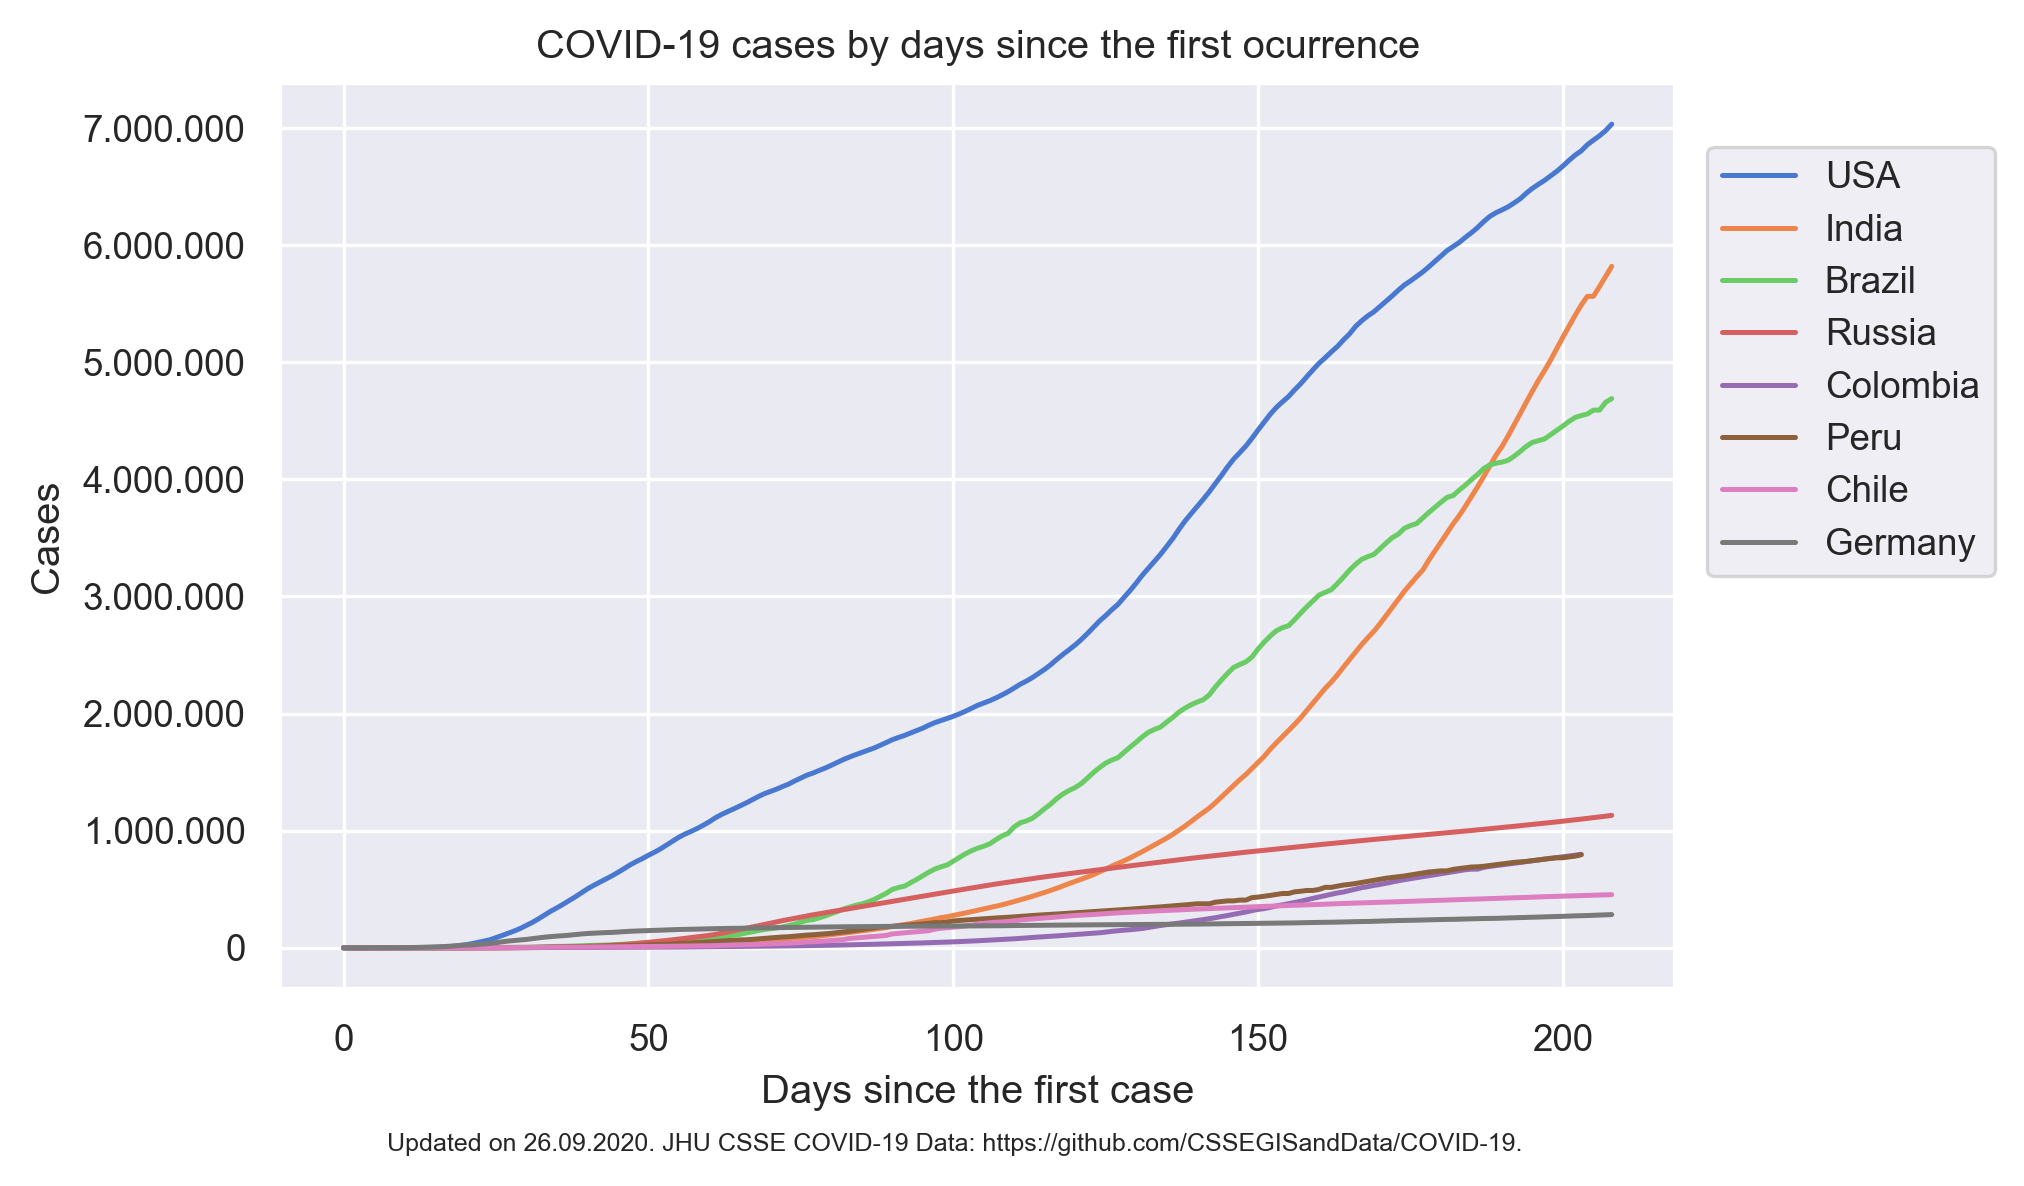 COVID-19 cases by days since the first ocurrence
7.000.000
6.000.000
5.000.000
4.000.000
3.000.000
2.000.000
1.000.000
0
Cases
0 50 100 150 200
Days since the first case
USA
India
Brazil
Russia
Colombia
Peru
Chile
Germany
Updated on 26.09.2020. JHU CSSE COVID-19 Data: https://github.com/CSSEGISandData/COVID-19.